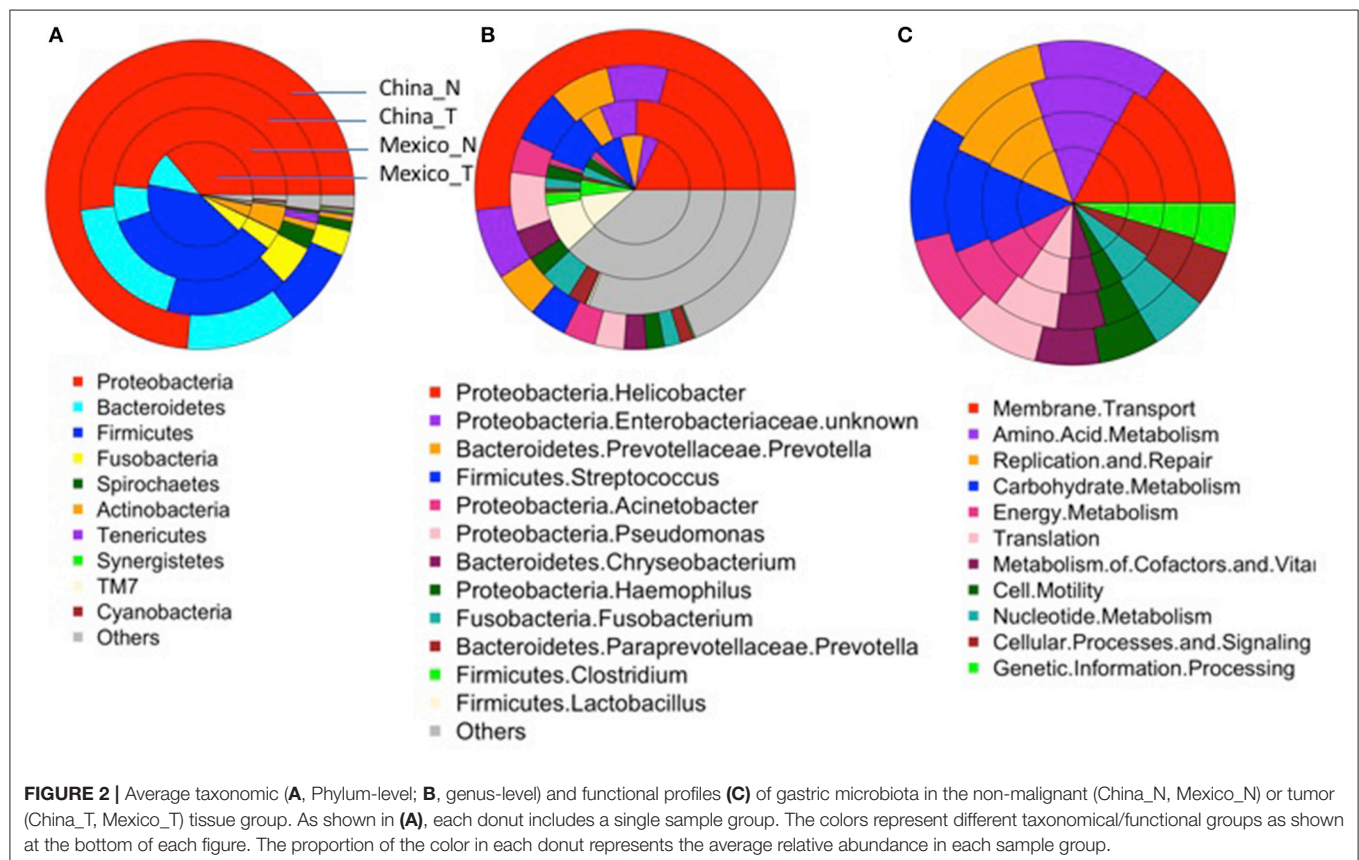 A
B
C
China_N
China_T
Mexico_N
Mexico_T
Proteobacteria
Bacteroidetes
Firmicutes
Fusobacteria
Spirochaetes
Actinobacteria
Tenericutes
Synergistetes
TM7
Cyanobacteria
Others
Proteobacteria.Helicobacter
Proteobacteria.Enterobacteriaceae.unknown
Bacteroidetes.Prevotellaceae.Prevotella
Firmicutes.Streptococcus
Proteobacteria.Acinetobacter
Proteobacteria.Pseudomonas
Bacteroidetes.Chryseobacterium
Proteobacteria.Haemophilus
Fusobacteria.Fusobacterium
Bacteroidetes.Paraprevotellaceae.Prevotella
Firmicutes.Clostridium
Firmicutes.Lactobacillus
Others
Membrane.Transport
Amino.Acid.Metabolism
Replication.and.Repair
Carbohydrate.Metabolism
Energy.Metabolism
Translation
Metabolism.of.Cofactors.and.Vitai
Cell.Motility
Nucleotide.Metabolism
Cellular.Processes.and.Signaling
Genetic.Information.Processing
FIGURE 2 | Average taxonomic (A, Phylum-level; B, genus-level) and functional profiles (C) of gastric microbiota in the non-malignant (China_N, Mexico_N) or tumor
(China_T, Mexico_T) tissue group. As shown in (A), each donut includes a single sample group. The colors represent different taxonomical/functional groups as shown
at the bottom of each figure. The proportion of the color in each donut represents the average relative abundance in each sample group.